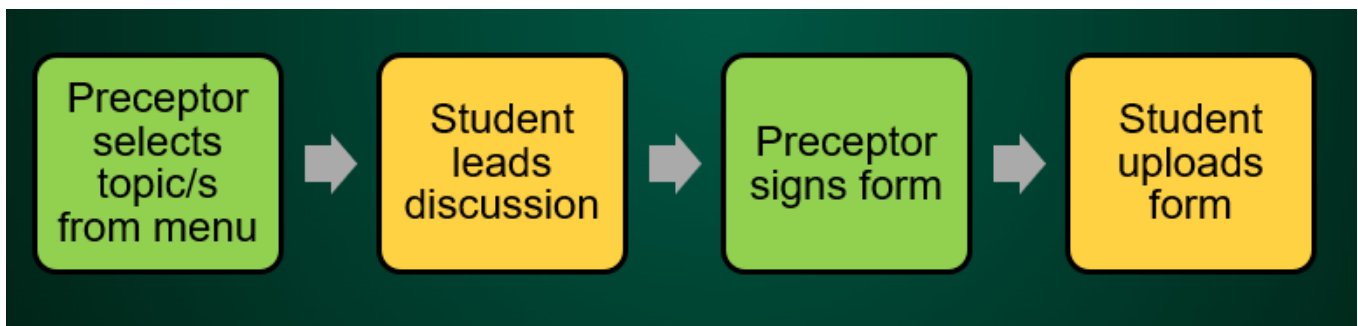 Preceptor
selects
topic/s
from menu
Student
leads
discussion
Preceptor
signs form
Student
uploads
form